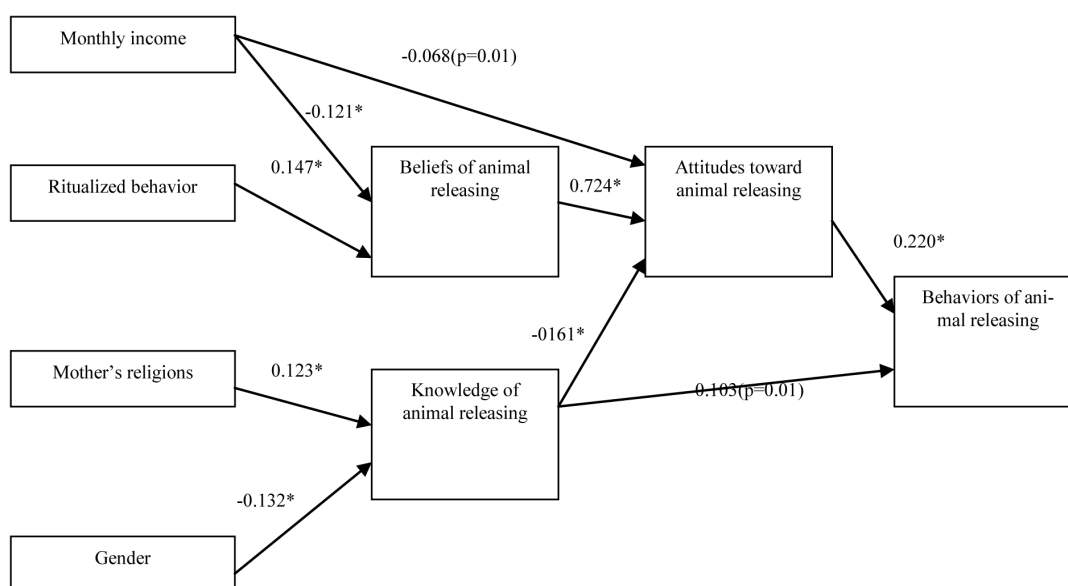 Monthly income
-0.068(p=0.01)
-0.121*
0.147*
Ritualized behavior
Beliefs of animal
releasing
0.724*
Attitudes toward
animal releasing
0.220*
Behaviors of ani-
mal releasing
-0161*
Mother's religions
0.123*
Knowledge of
animal releasing
0.103(p=0.01)
-0.132*
Gender